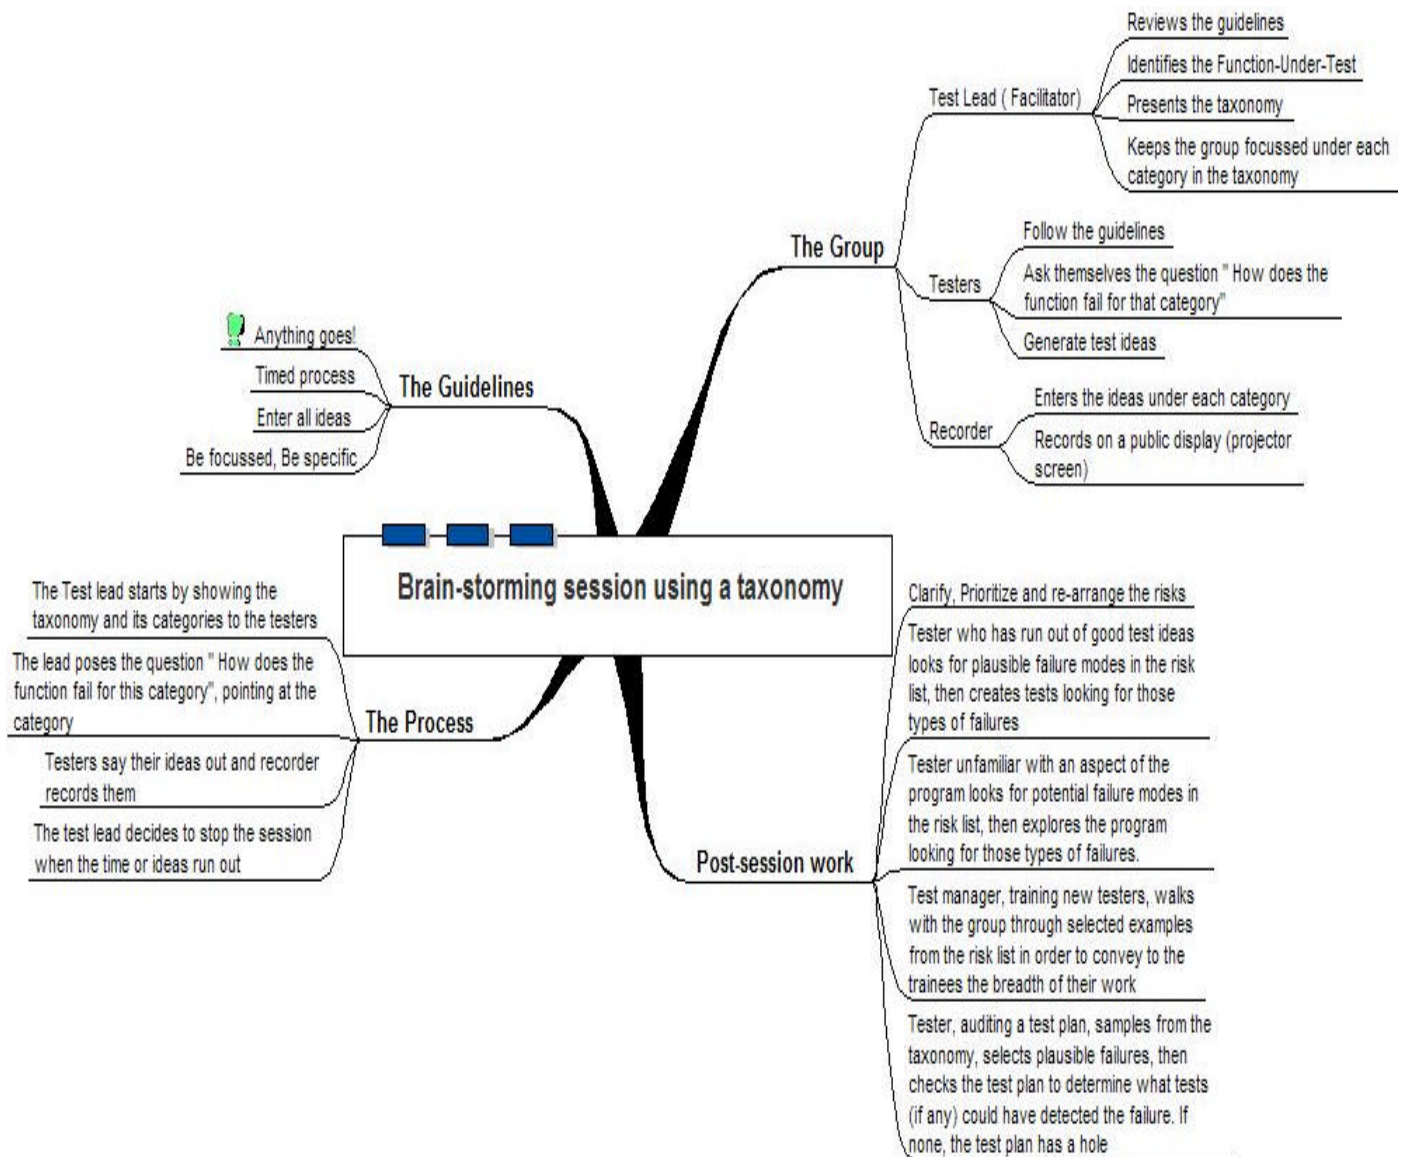 Brain-storming session using a taxonomy
The Group
Test Lead ( Facilitator)
Reviews the guidelines
Identifies the Function-Under-Test
Presents the taxonomy
Keeps the group focussed under each
category in the taxonomy
Testers
Follow the guidelines
Ask themselves the question " How does the
function fail for that category"
Generate test ideas
Recorder
Enters the ideas under each category
Records on a public display (projector
screen)
The Guidelines
Anything goes!
Timed process
Enter all ideas
Be focussed, Be specific
The Process
The Test lead starts by showing the
taxonomy and its categories to the testers
The lead poses the question " How does the
function fail for this category", pointing at the
category
Testers say their ideas out and recorder
records them
The test lead decides to stop the session
when the time or ideas run out
Post-session work
Clarify, Prioritize and re-arrange the risks
Tester who has run out of good test ideas
looks for plausible failure modes in the risk
list, then creates tests looking for those
types of failures
Tester unfamiliar with an aspect of the
program looks for potential failure modes in
the risk list, then explores the program
looking for those types of failures.
Test manager, training new testers, walks
with the group through selected examples
from the risk list in order to convey to the
trainees the breadth of their work
Tester, auditing a test plan, samples from the
taxonomy, selects plausible failures, then
checks the test plan to determine what tests
(if any) could have detected the failure. If
none, the test plan has a hole